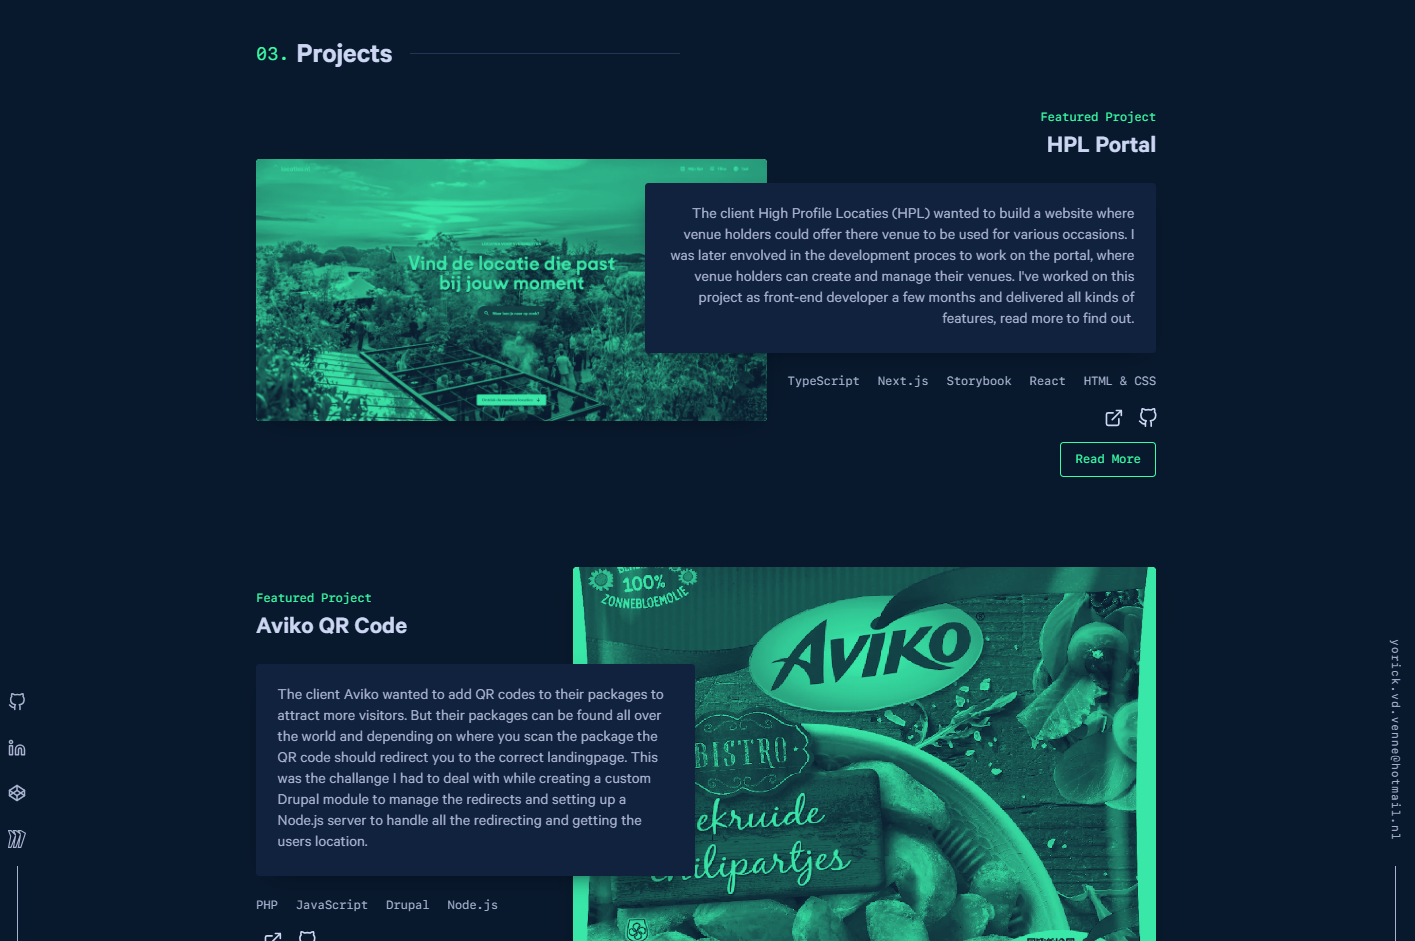 03. Projects
Featured Project
HPL Portal
Vind de locatie die past
bij jouw moment
The client High Profile Locaties (HPL) wanted to build a website where
venue holders could offer there venue to be used for various occasions. I
was later envolved in the development proces to work on the portal, where
venue holders can create and manage their venues. I've worked on this
project as front-end developer a few months and delivered all kinds of
features, read more to find out.
TypeScript Next.js Storybook React HTML & CSS
Read More
Featured Project
Aviko QR Code
The client Aviko wanted to add QR codes to their packages to
attract more visitors. But their packages can be found all over
the world and depending on where you scan the package the
QR code should redirect you to the correct landingpage. This
was the challange I had to deal with while creating a custom
Drupal module to manage the redirects and setting up a
Node.js server to handle all the redirecting and getting the
users location.
PHP JavaScript Drupal Node.js
100%
ZONNEBLOEMOLIE
AVIKO
BISTRO
yorick.vd.venne@hotmail.nl